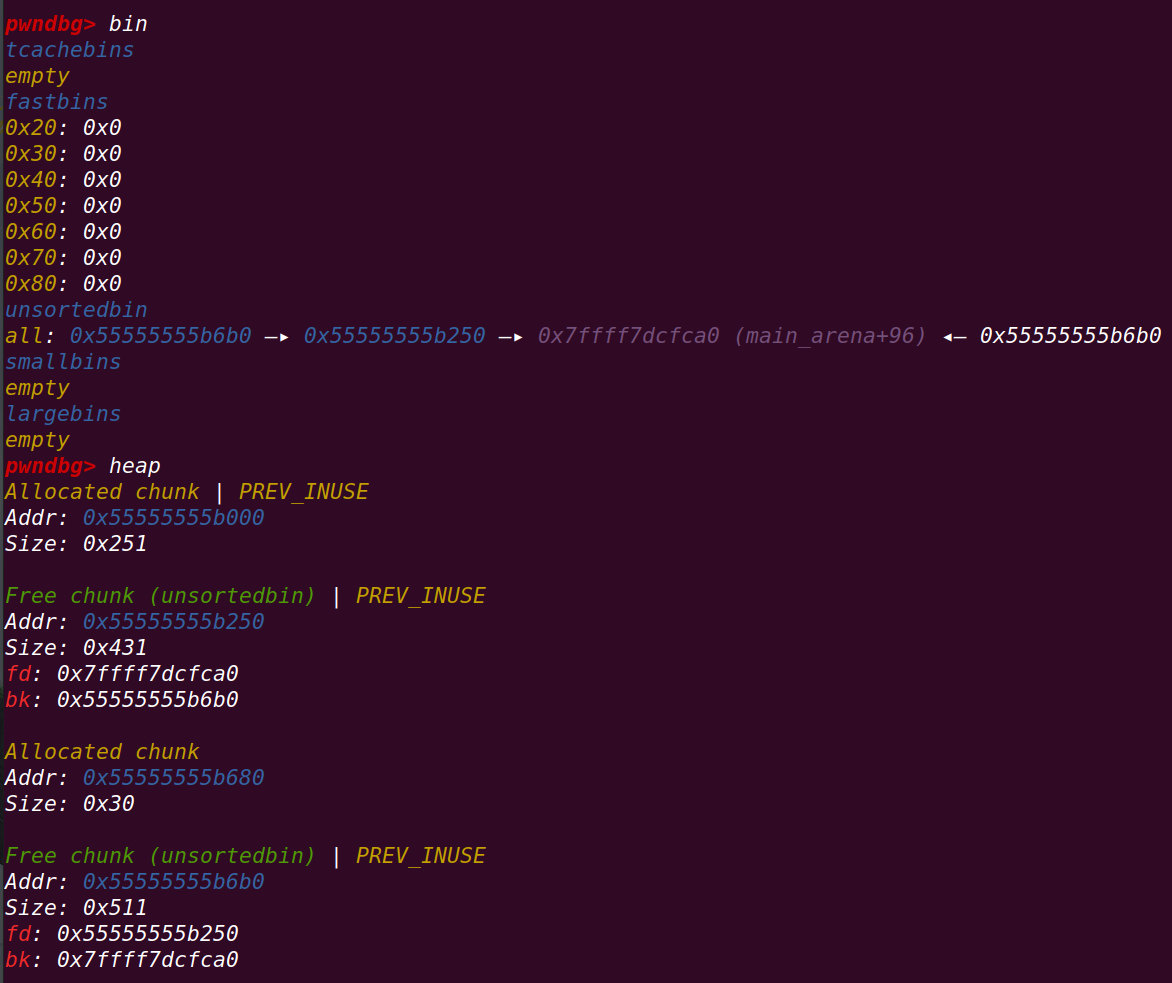 pwndbg> bin
tcachebins
empty
fastbins
0x20: 0x0
0x30: 0x0
0x40: 0x0
0x50: 0x0
0x60: 0x0
0x70: 0x0
0x80: 0x0
unsortedbin
all: 0x55555555b6b0 —▸ 0x55555555b250 —▸ 0x7ffff7dcfca0 (main_arena+96) ◂— 0x55555555b6b0
smallbins
empty
largebins
empty
pwndbg> heap
Allocated chunk | PREV_INUSE
Addr: 0x55555555b000
Size: 0x251
Free chunk (unsortedbin) | PREV_INUSE
Addr: 0x55555555b250
Size: 0x431
fd: 0x7ffff7dcfca0
bk: 0x55555555b6b0
Allocated chunk
Addr: 0x55555555b680
Size: 0x30
Free chunk (unsortedbin) | PREV_INUSE
Addr: 0x55555555b6b0
Size: 0x511
fd: 0x55555555b250
bk: 0x7ffff7dcfca0